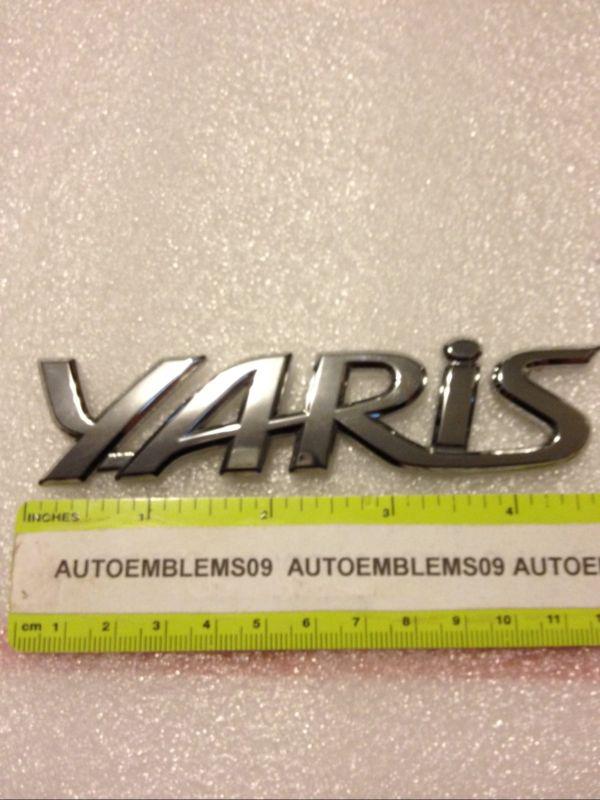 YARiS
INCHES 1 2 3 4
AUTOEMBLEMS09 AUTOEMBLEMS09 AUTOE
cm 1 2 3 4 5 6 7 8 9 10 11